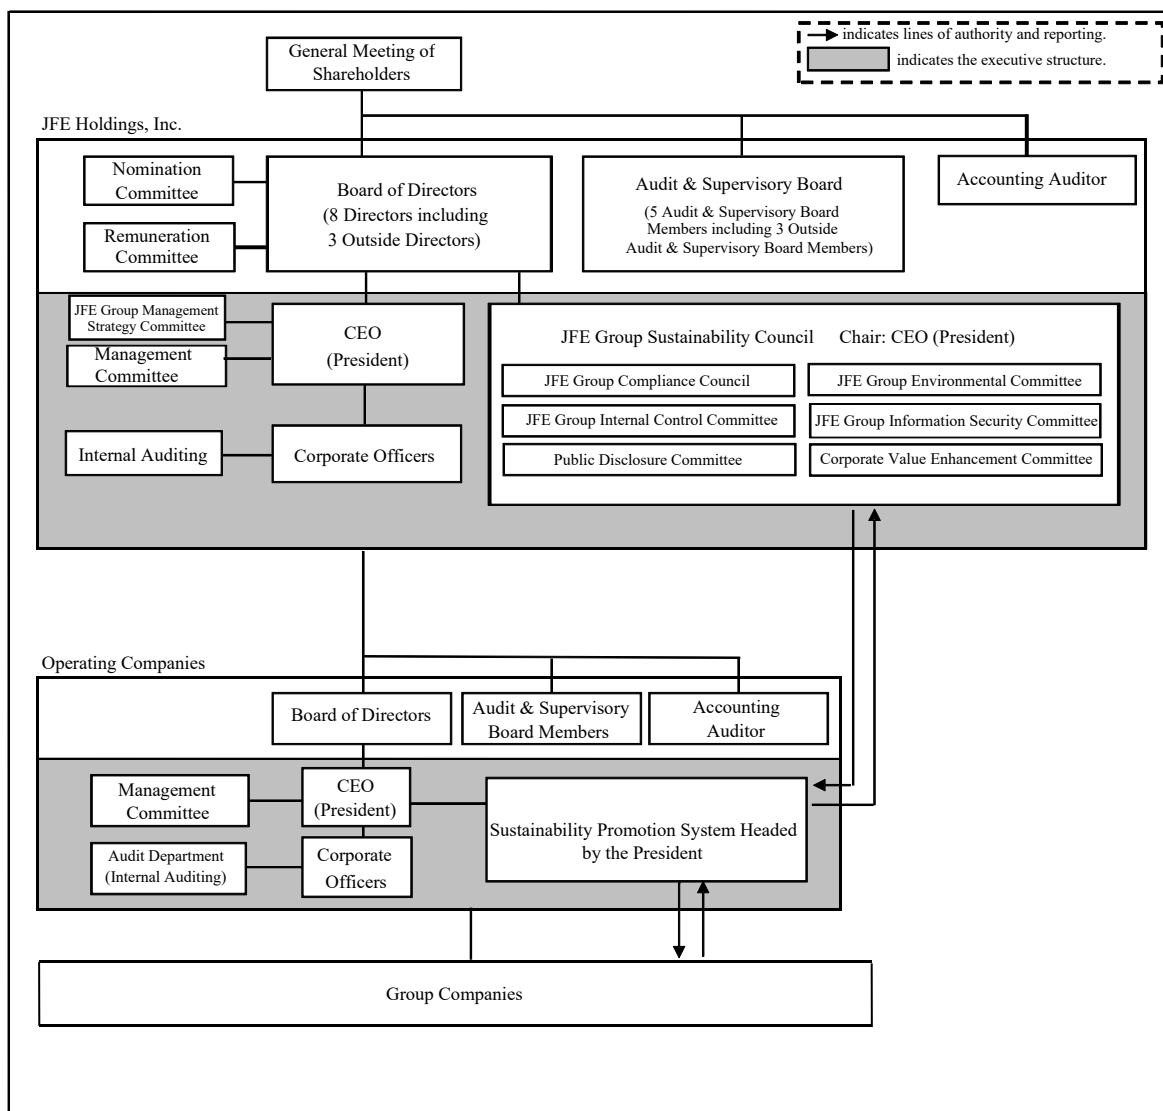 indicates lines of authority and reporting.
indicates the executive structure.
General Meeting of
Shareholders
JFE Holdings, Inc.
Nomination
Committee
Remuneration
Committee
Board of Directors
(8 Directors including
3 Outside Directors)
Audit & Supervisory Board
(5 Audit & Supervisory Board
Members including 3 Outside
Audit & Supervisory Board Members)
Accounting Auditor
JFE Group Management
Strategy Committee
Management
Committee
CEO
(President)
Internal Auditing
Corporate Officers
JFE Group Sustainability Council Chair: CEO (President)
JFE Group Compliance Council
JFE Group Environmental Committee
JFE Group Internal Control Committee
JFE Group Information Security Committee
Public Disclosure Committee
Corporate Value Enhancement Committee
Operating Companies
Board of Directors
Audit & Supervisory
Board Members
Accounting
Auditor
Management
Committee
CEO
(President)
Audit Department
(Internal Auditing)
Corporate
Officers
Sustainability Promotion System Headed
by the President
Group Companies